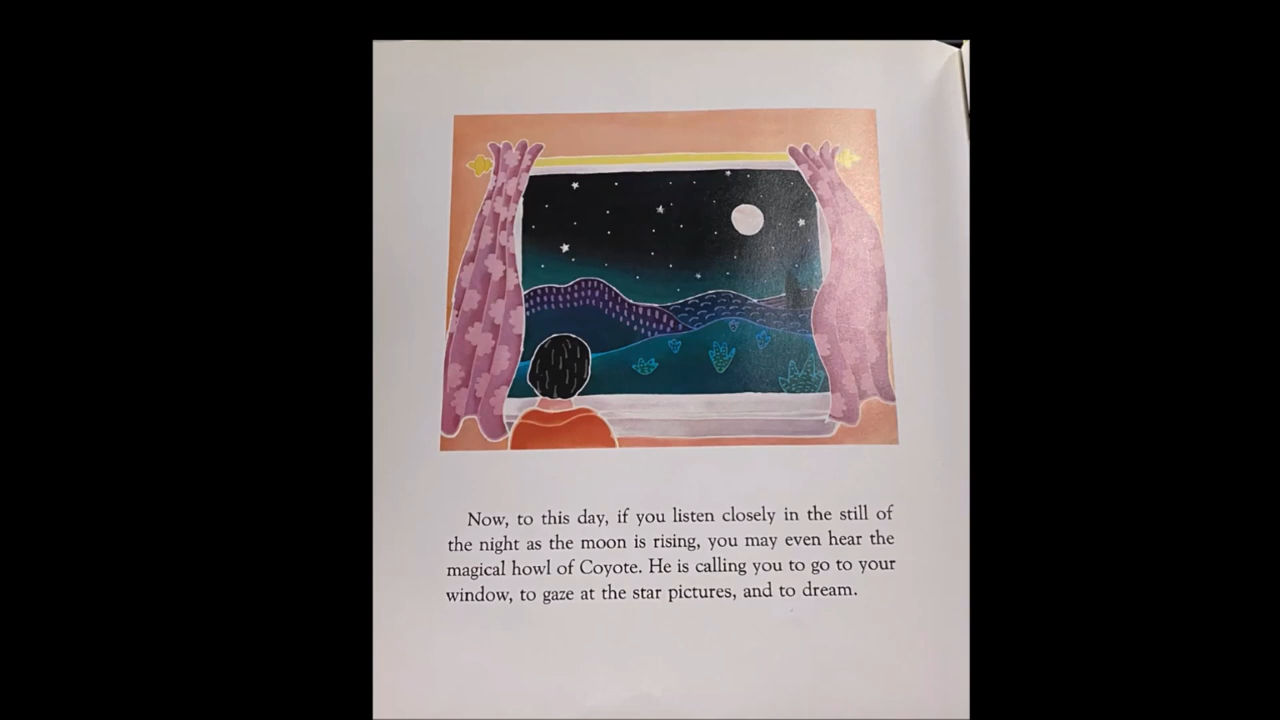 Now, to this day, if you listen closely in the still of
the night as the moon is rising, you may even hear the
magical howl of Coyote. He is calling you to go to your
window, to gaze at the star pictures, and to dream.